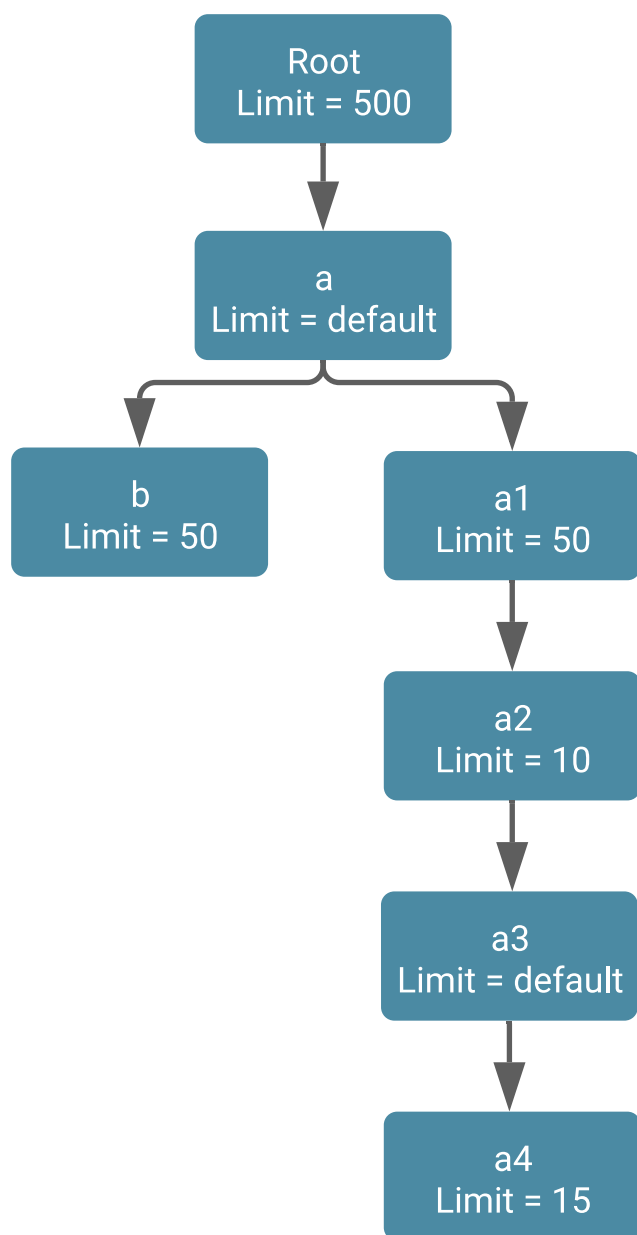 Root
Limit = 500
a
Limit = default
b
Limit = 50
a1
Limit = 50
a2
Limit = 10
a3
Limit = default
a4
Limit = 15